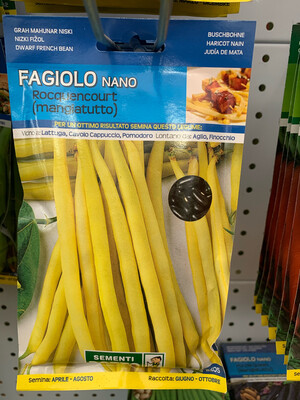 GRAH MAHUNAR NISKI
NIZKI FIŽOL
DWARF FRENCH BEAN
BUSCHBOHNE
HARICOT NAIN
JUDÍA DE MATA
FAGIOLO NANO
Rocquencourt
(mangiatutto)
PER UN OTTIMO RISULTATO SEMINA QUESTO LEGUME:
Vicino a: Lattuga, Cavolo Cappuccio, Pomodoro Lontano da: Aglio, Finocchio
SEMENTI
Semina: APRILE - AGOSTO
Raccolta: GIUGNO - OTTOBRE
FAGIOLO NANO